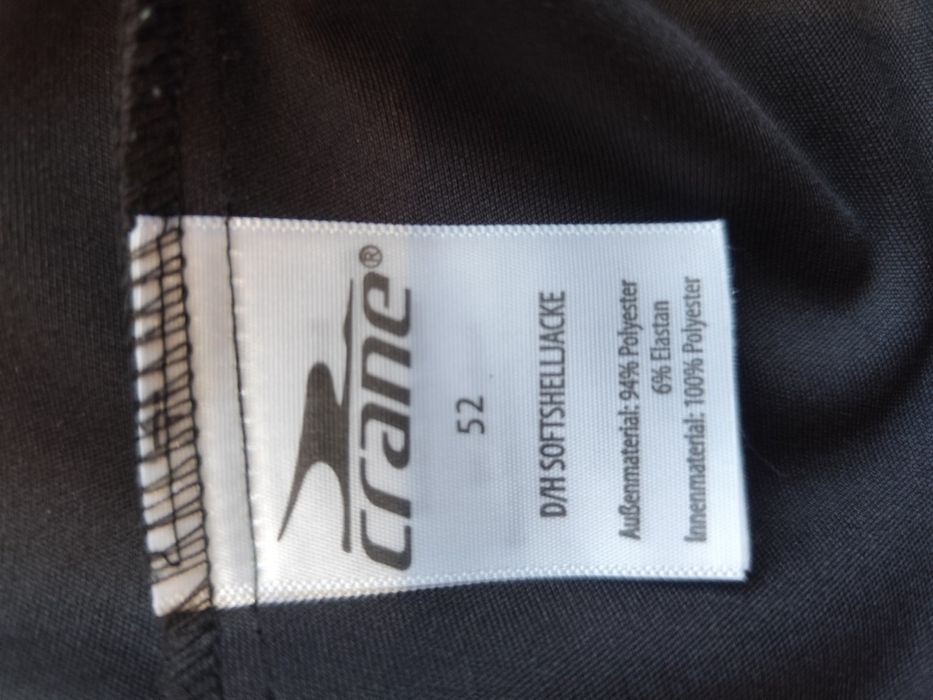 crane®
52
D/H SOFTSHELLJACKE
Außenmaterial: 94% Polyester
6% Elastan
Innenmaterial: 100% Polyester